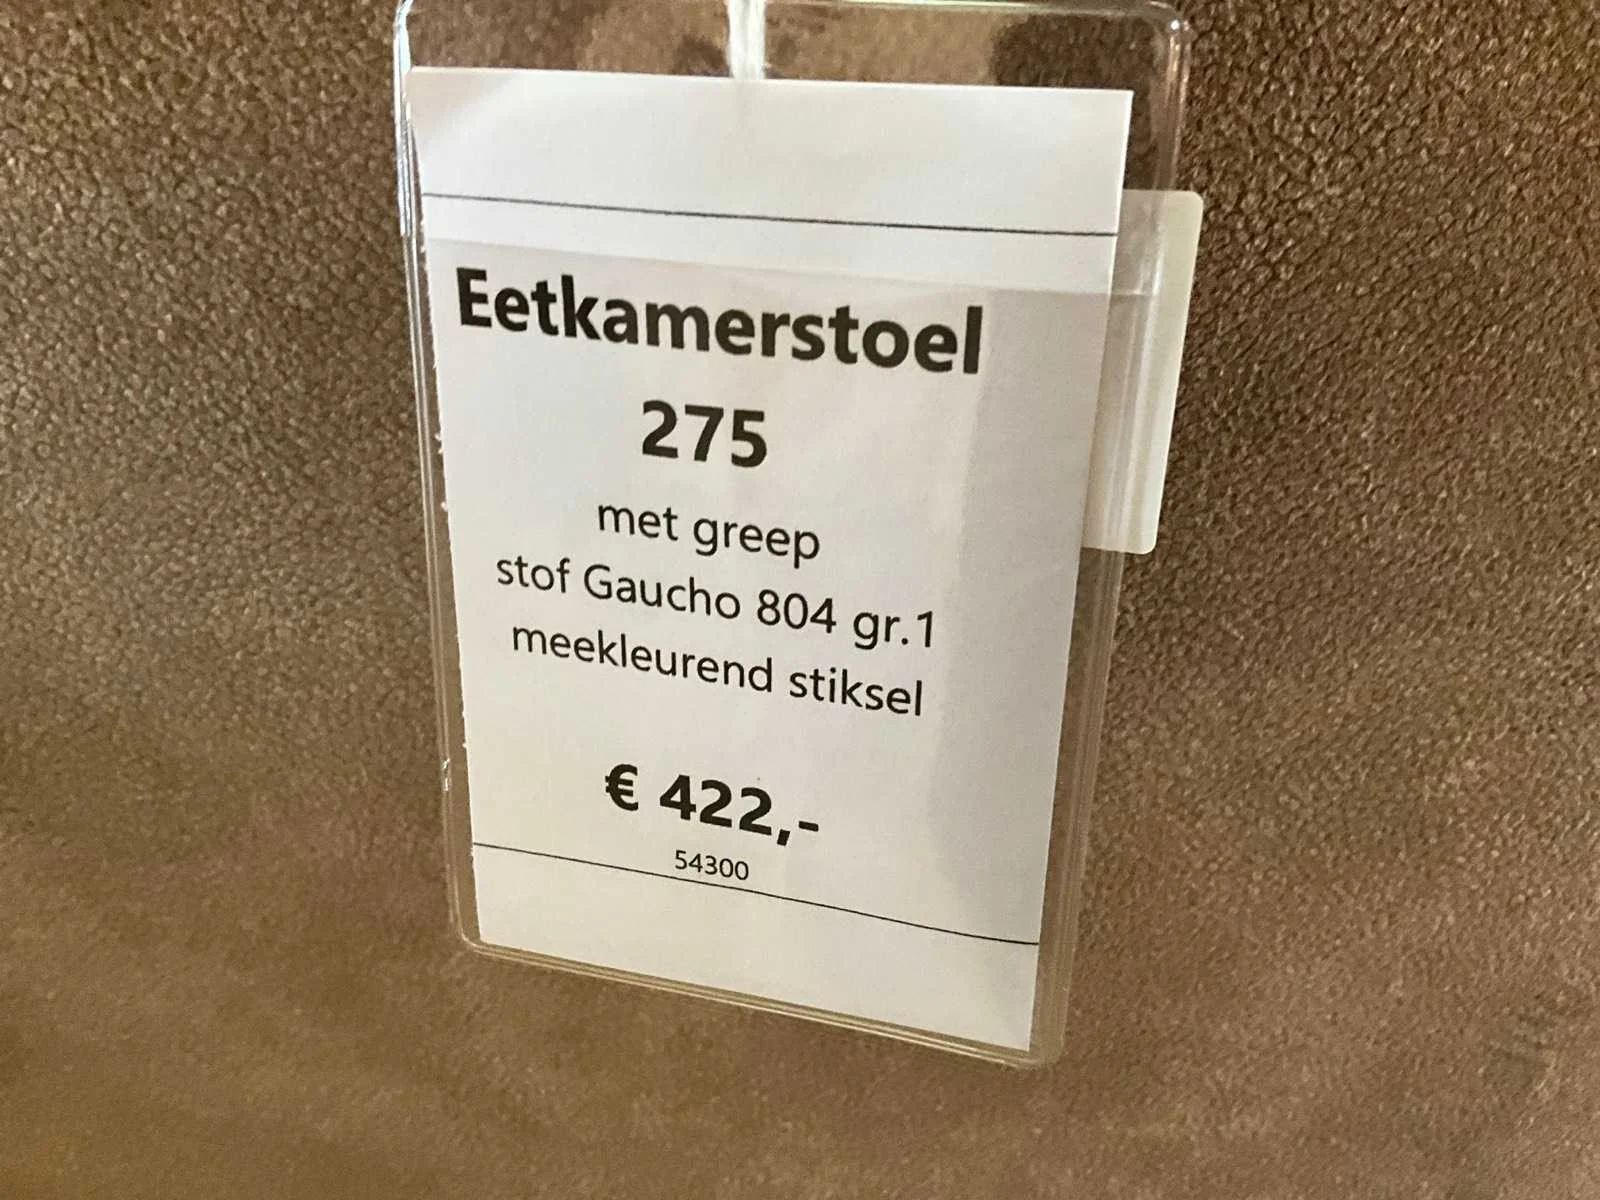 Eetkamerstoel
275
met greep
stof Gaucho 804 gr.1
meekleurend stiksel
€ 422,-
54300